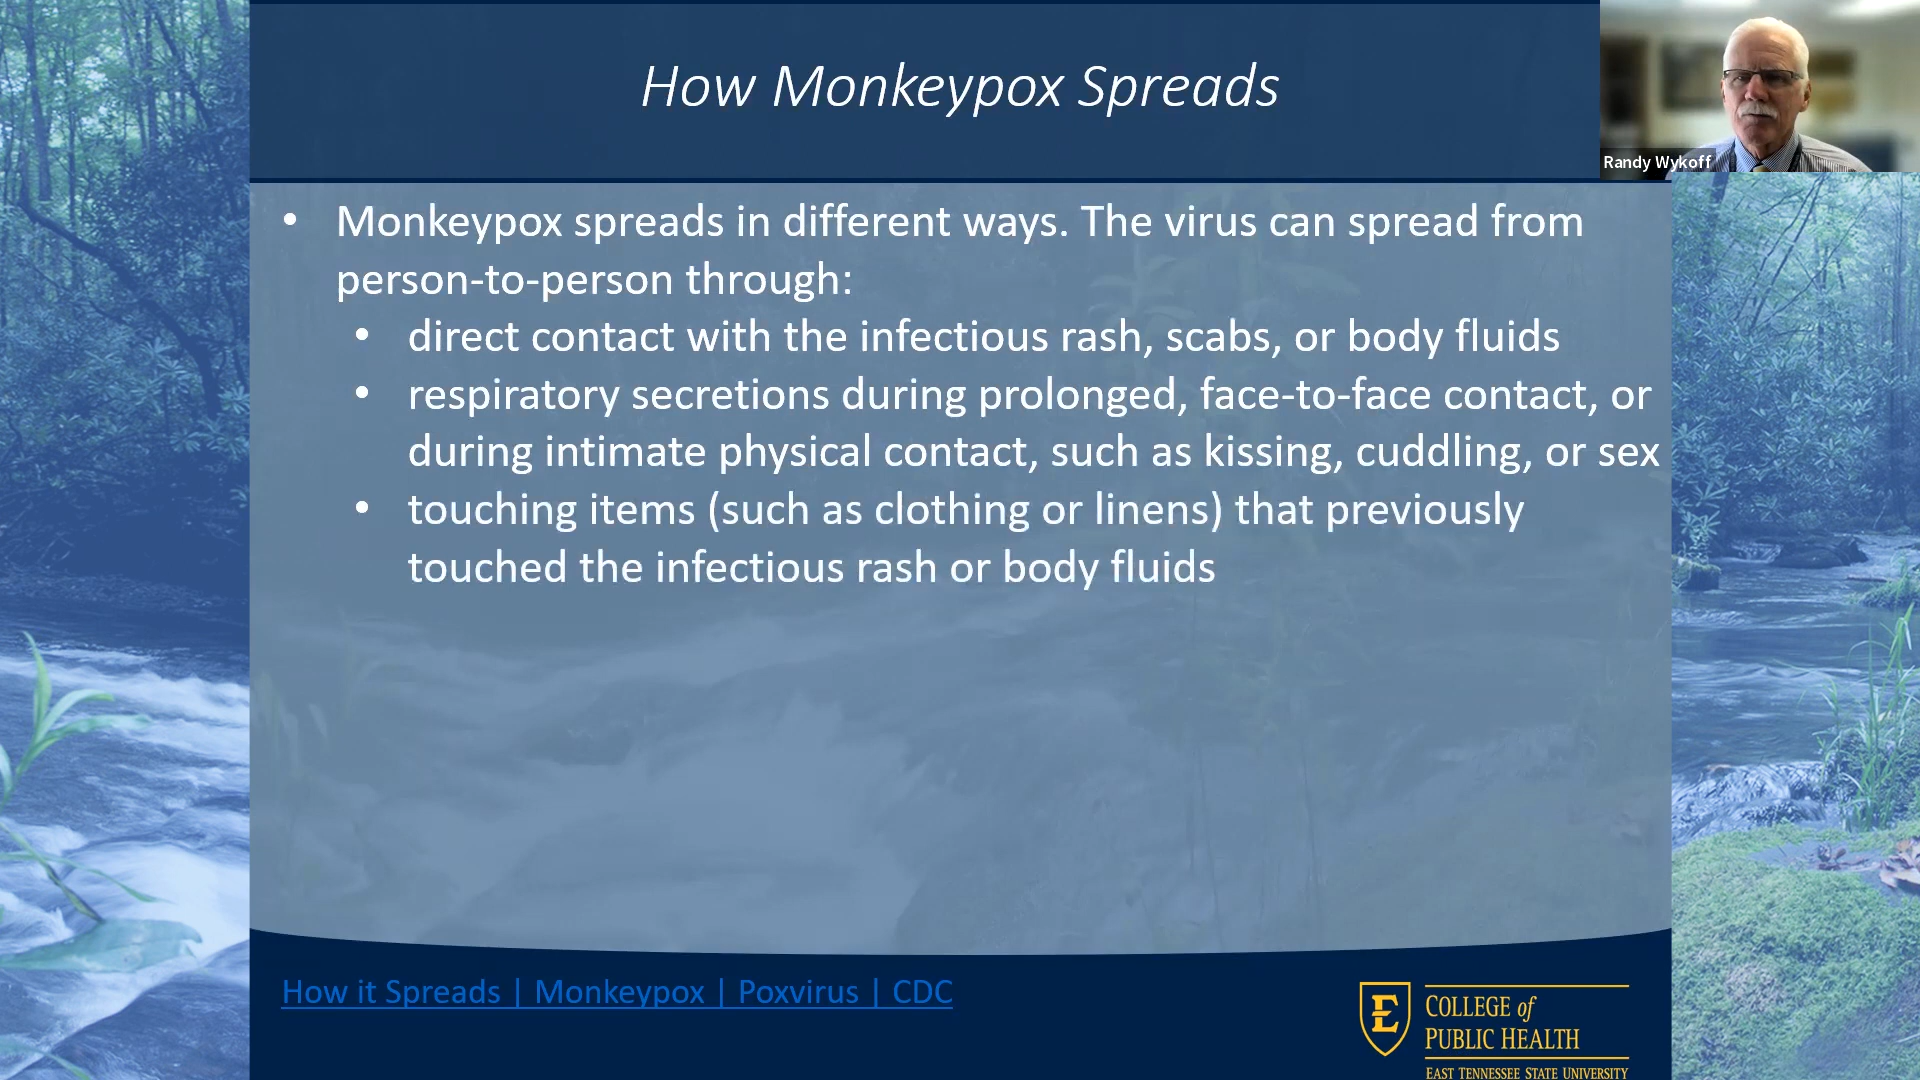 How Monkeypox Spreads
Randy Wykoff
• Monkeypox spreads in different ways. The virus can spread from
person-to-person through:
• direct contact with the infectious rash, scabs, or body fluids
• respiratory secretions during prolonged, face-to-face contact, or
during intimate physical contact, such as kissing, cuddling, or sex
• touching items (such as clothing or linens) that previously
touched the infectious rash or body fluids
How it Spreads | Monkeypox | Poxvirus | CDC
E
COLLEGE of
PUBLIC HEALTH
EAST TENNESSEE STATE UNIVERSITY